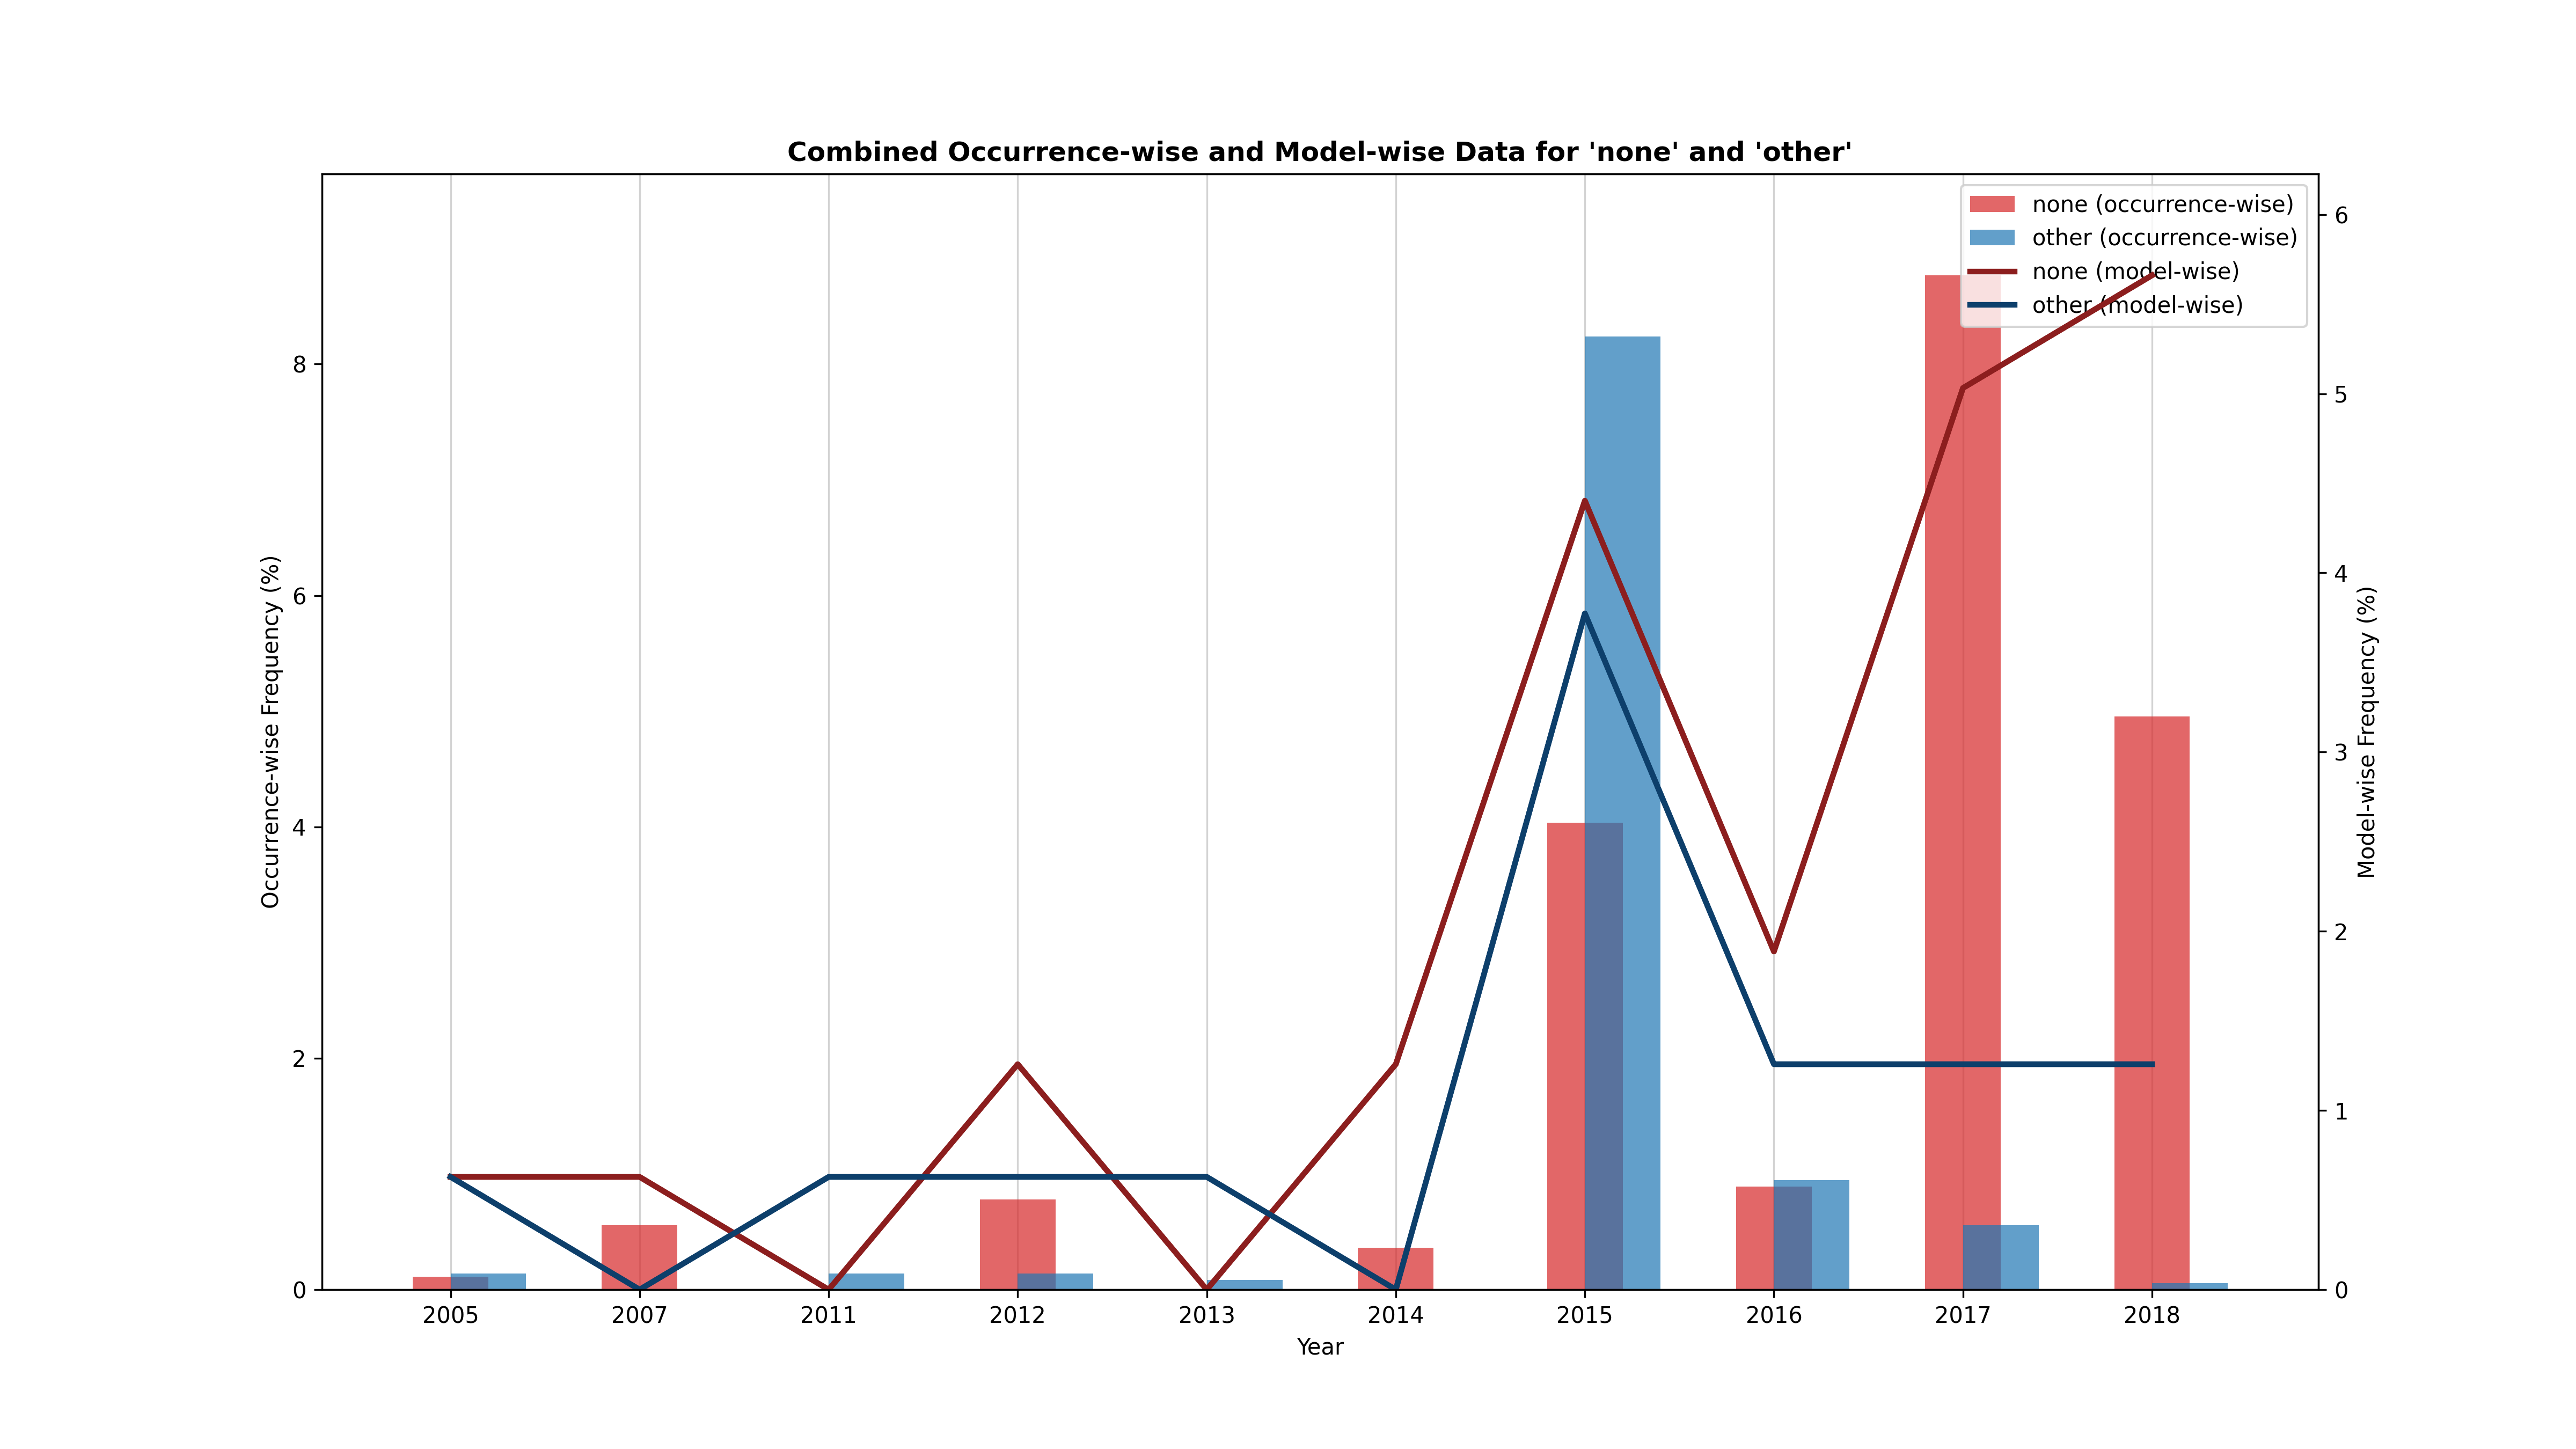 Combined Occurrence-wise and Model-wise Data for 'none' and 'other'
none (occurrence-wise)
other (occurrence-wise)
none (model-wise)
other (model-wise)
Occurrence-wise Frequency (%)
8
6
4
2
0
6
5
4
3
2
1
0
Model-wise Frequency (%)
2005 2007 2011 2012 2013 2014 2015 2016 2017 2018
Year